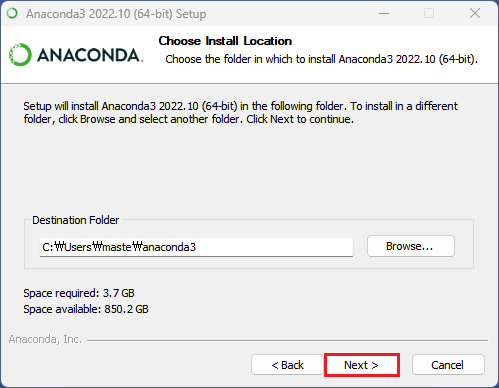 Anaconda3 2022.10 (64-bit) Setup
ANACONDA.
Choose Install Location
Choose the folder in which to install Anaconda3 2022.10 (64-bit).
Setup will install Anaconda3 2022.10 (64-bit) in the following folder. To install in a different
folder, click Browse and select another folder. Click Next to continue.
Destination Folder
C:₩Users₩maste₩anaconda3
Browse...
Space required: 3.7 GB
Space available: 850.2 GB
Anaconda, Inc.
< Back
Next >
Cancel